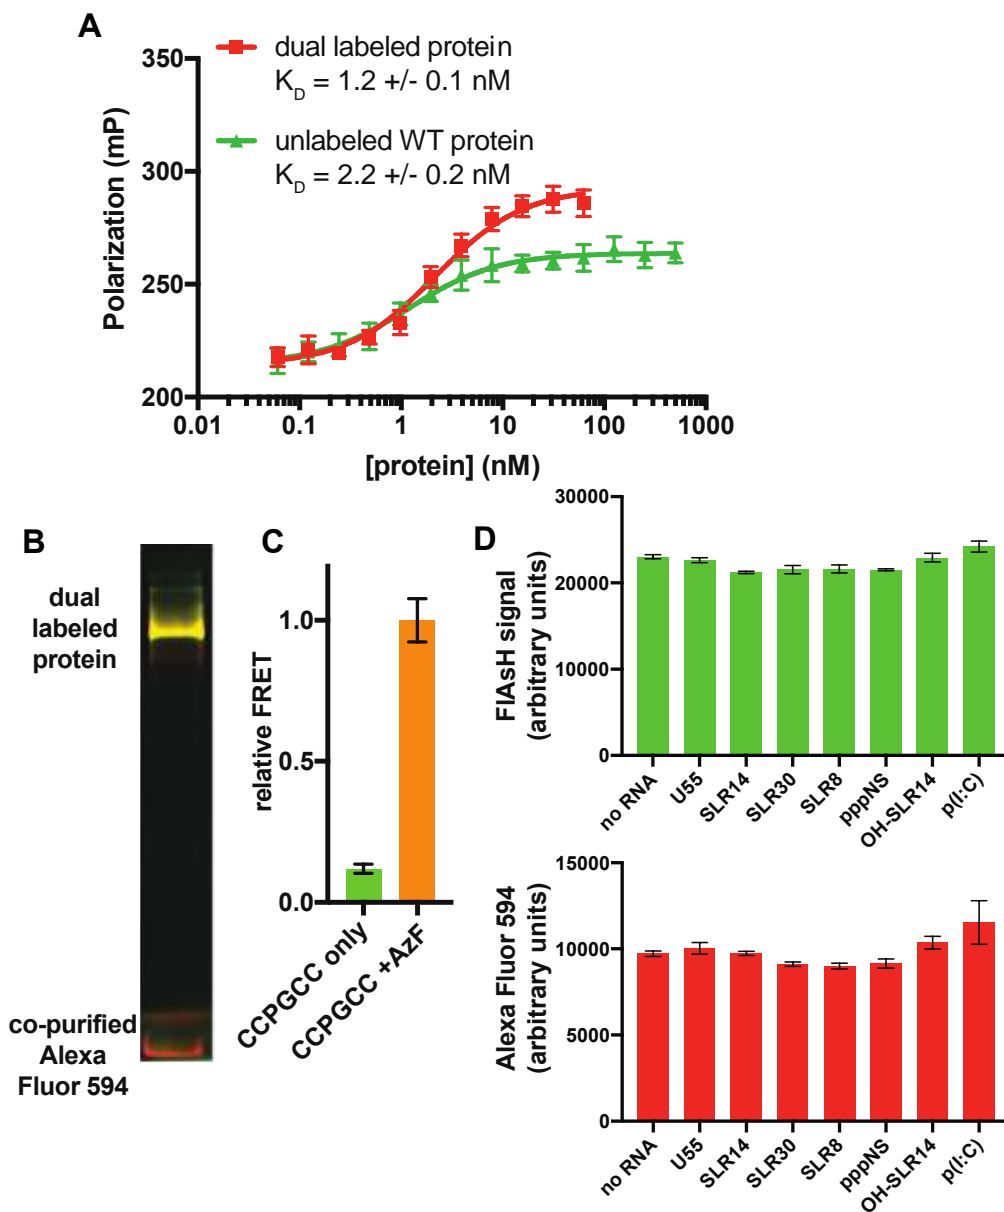 A
dual labeled protein
KD = 1.2 +/- 0.1 nM
unlabeled WT protein
KD = 2.2 +/- 0.2 nM
350
300
250
200
Polarization (mP)
0.01
0.1
1
10
100
1000
[protein] (nM)
B
dual
labeled
protein
co-purified
Alexa
Fluor 594
C
relative FRET
1.0
0.5
0.0
CCPGCC only
CCPGCC +AzF
D
FlAsH signal
(arbitrary units)
30000
20000
10000
0
no RNA
U55
SLR14
SLR30
SLR8
pppNS
OH-SLR14
p(I:C)
Alexa Fluor 594
(arbitrary units)
15000
10000
5000
0
no RNA
U55
SLR14
SLR30
SLR8
pppNS
OH-SLR14
p(I:C)